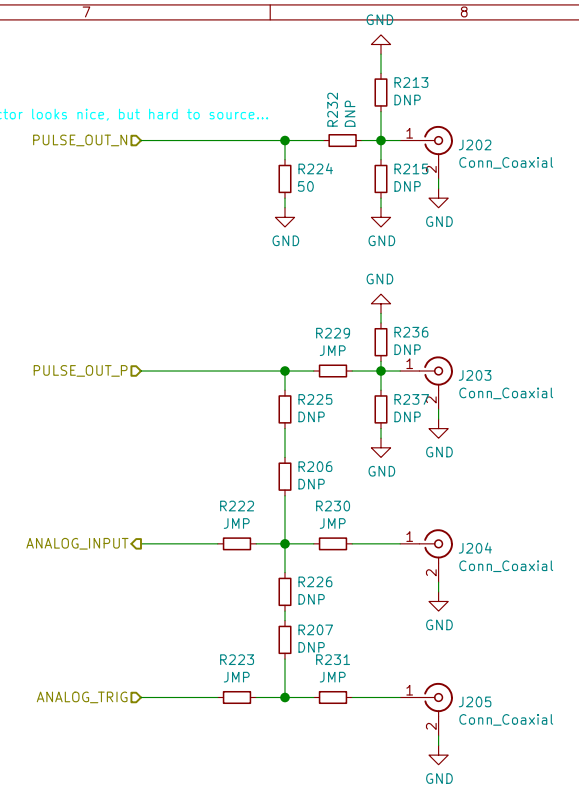 7
8
GND
R213
DNP
R232
DNP
ctor looks nice, but hard to source...
PULSE_OUT_N
1
J202
Conn_Coaxial
2
R224
50
R215
DNP
GND
GND
GND
GND
R229
JMP
R236
DNP
PULSE_OUT_P
1
J203
Conn_Coaxial
2
R225
DNP
R237
DNP
GND
GND
R206
DNP
R222
JMP
R230
JMP
ANALOG_INPUT
1
J204
Conn_Coaxial
2
R226
DNP
GND
R207
DNP
R223
JMP
R231
JMP
ANALOG_TRIG
1
J205
Conn_Coaxial
2
GND